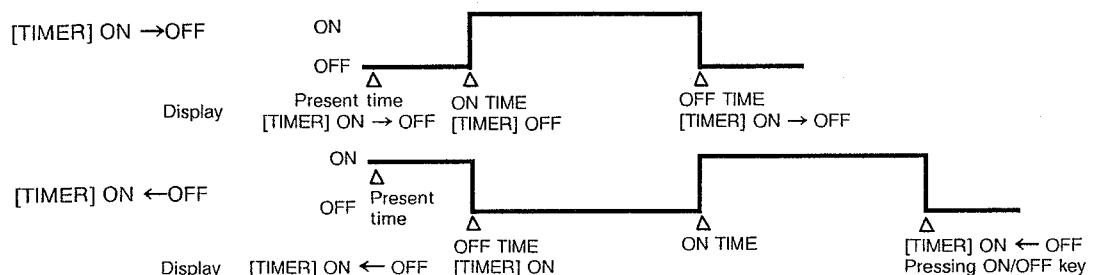 [TIMER] ON →OFF
ON
OFF
Display
Present time
[TIMER] ON → OFF
ON TIME
[TIMER] OFF
OFF TIME
[TIMER] ON → OFF
[TIMER] ON ←OFF
ON
OFF
Present
time
Display
[TIMER] ON ← OFF
OFF TIME
[TIMER] ON
ON TIME
[TIMER] ON ← OFF
Pressing ON/OFF key